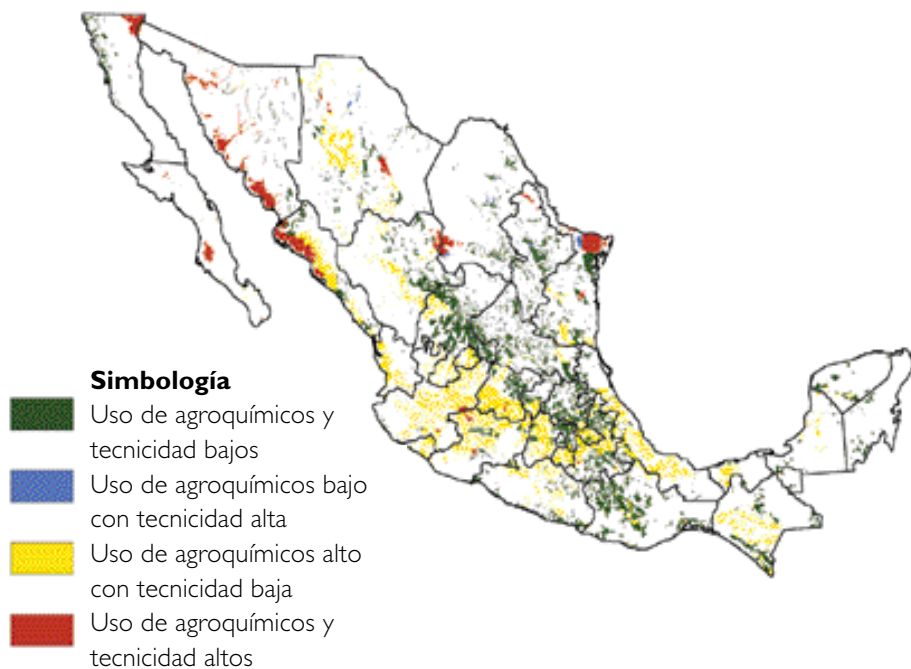 Simbología
Uso de agroquímicos y
tecnicidad bajos
Uso de agroquímicos bajo
con tecnicidad alta
Uso de agroquímicos alto
con tecnicidad baja
Uso de agroquímicos y
tecnicidad altos